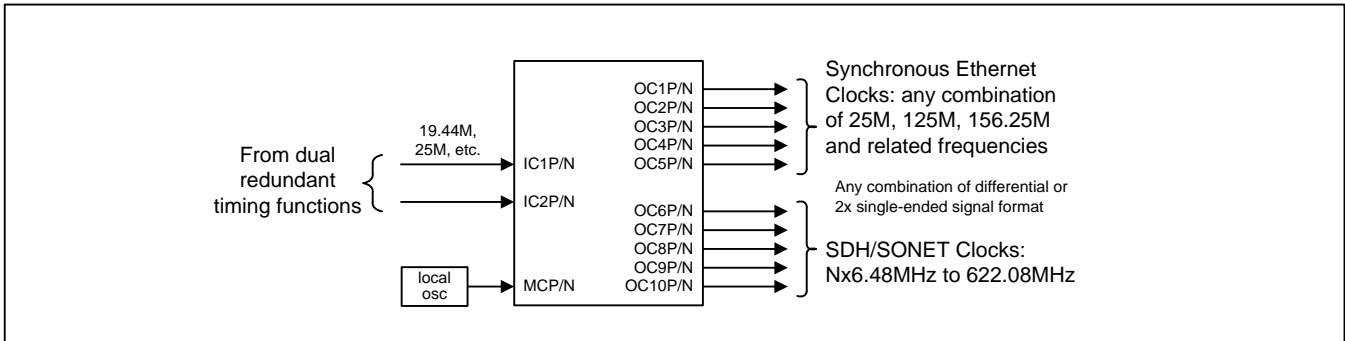 From dual
redundant
timing functions
19.44M,
25M, etc.
IC1P/N
IC2P/N
local
osc
MCP/N
OC1P/N
OC2P/N
OC3P/N
OC4P/N
OC5P/N
OC6P/N
OC7P/N
OC8P/N
OC9P/N
OC10P/N
Synchronous Ethernet
Clocks: any combination
of 25M, 125M, 156.25M
and related frequencies
Any combination of differential or
2x single-ended signal format
SDH/SONET Clocks:
Nx6.48MHz to 622.08MHz